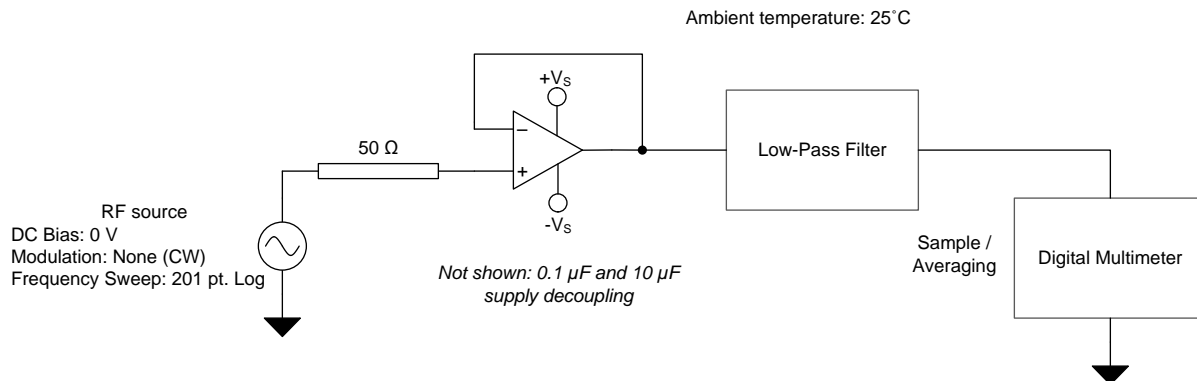 Ambient temperature: 25˚C
+VS
50 Ω
−
+
Low-Pass Filter
RF source
DC Bias: 0 V
Modulation: None (CW)
Frequency Sweep: 201 pt. Log
-VS
Not shown: 0.1 µF and 10 µF
supply decoupling
Sample /
Averaging
Digital Multimeter